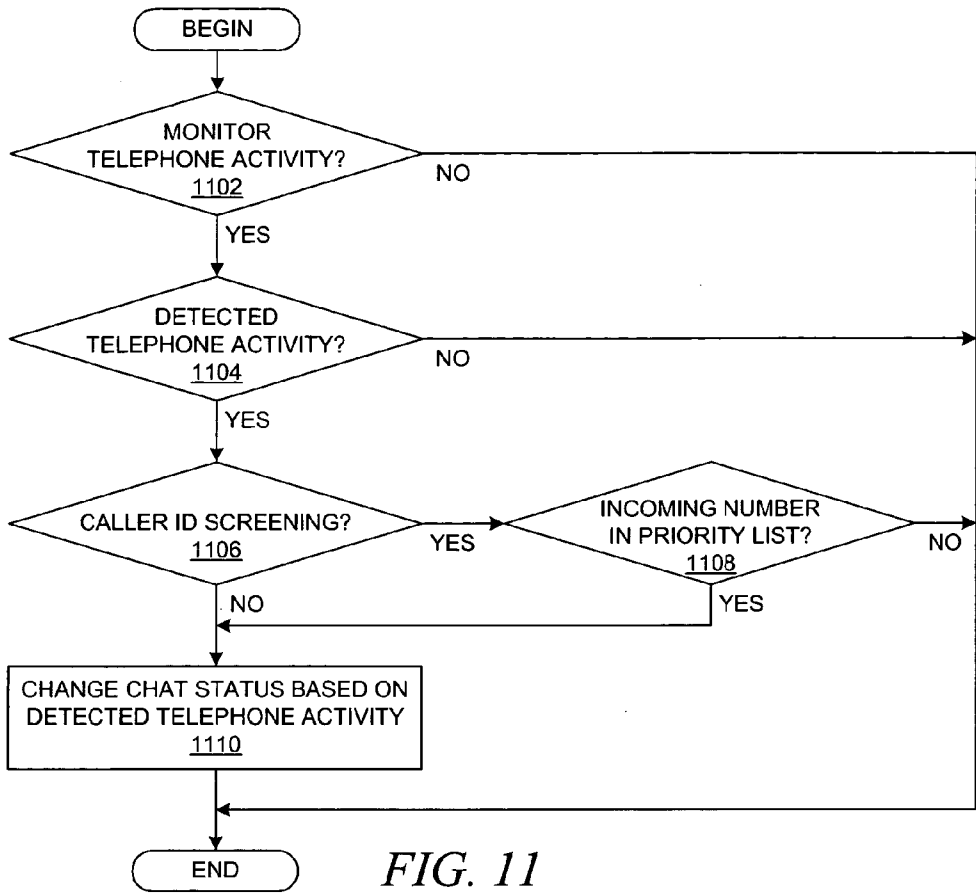 BEGIN
MONITOR
TELEPHONE ACTIVITY?
1102
NO
YES
DETECTED
TELEPHONE ACTIVITY?
1104
NO
YES
CALLER ID SCREENING?
1106
YES
INCOMING NUMBER
IN PRIORITY LIST?
1108
NO
NO
YES
CHANGE CHAT STATUS BASED ON
DETECTED TELEPHONE ACTIVITY
1110
END
FIG. 11